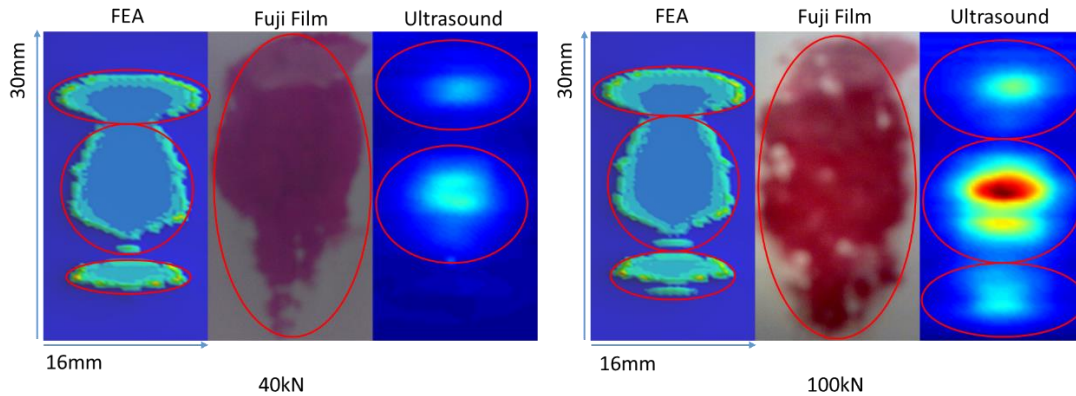 FEA Fuji Film Ultrasound
30mm
16mm
40kN
FEA Fuji Film Ultrasound
30mm
16mm
100kN